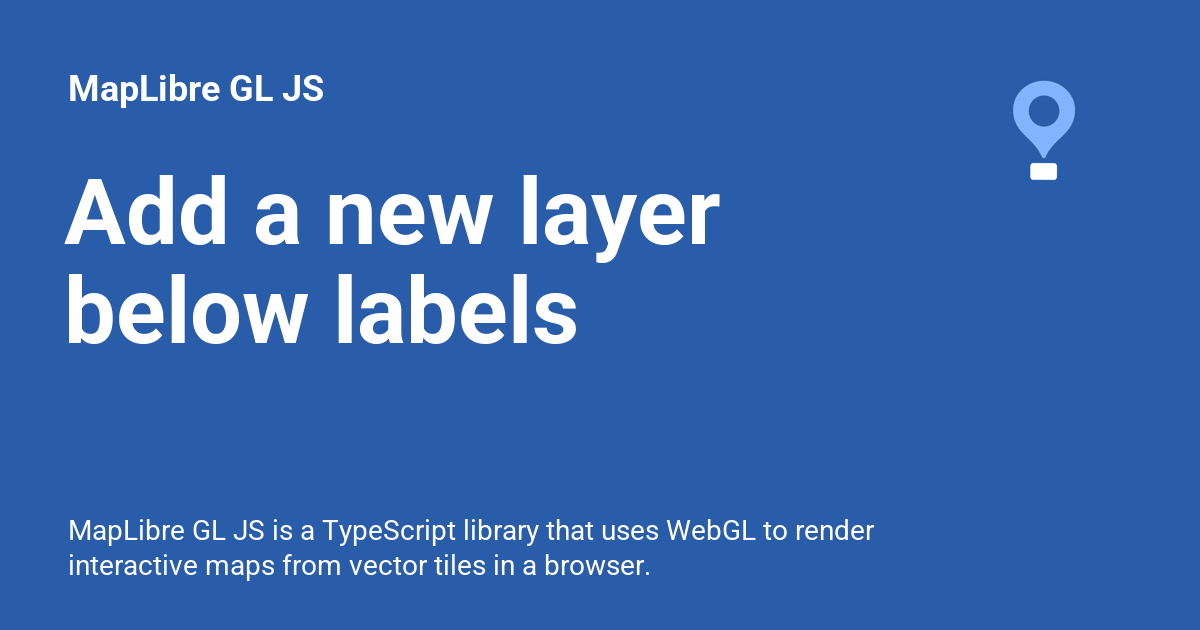 MapLibre GL JS
Add a new layer
below labels
MapLibre GL JS is a TypeScript library that uses WebGL to render
interactive maps from vector tiles in a browser.